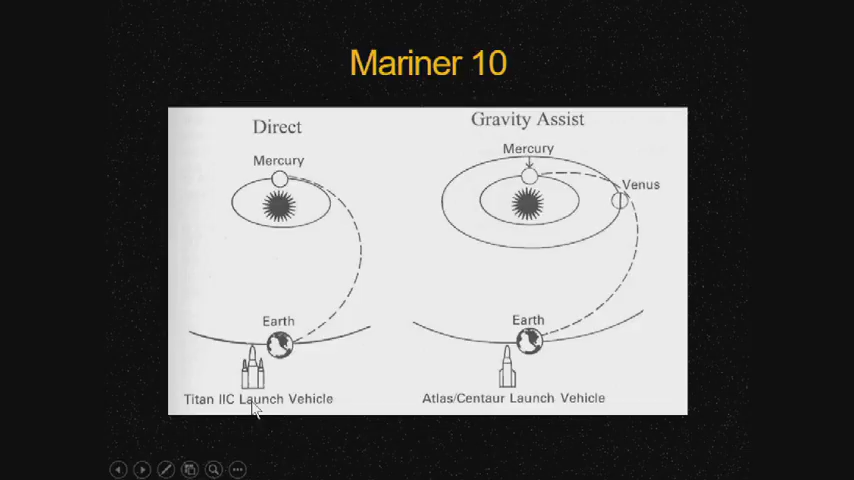 Mariner 10
Direct
Gravity Assist
Mercury
Mercury
Venus
Earth
Earth
Titan IIC Launch Vehicle
Atlas/Centaur Launch Vehicle